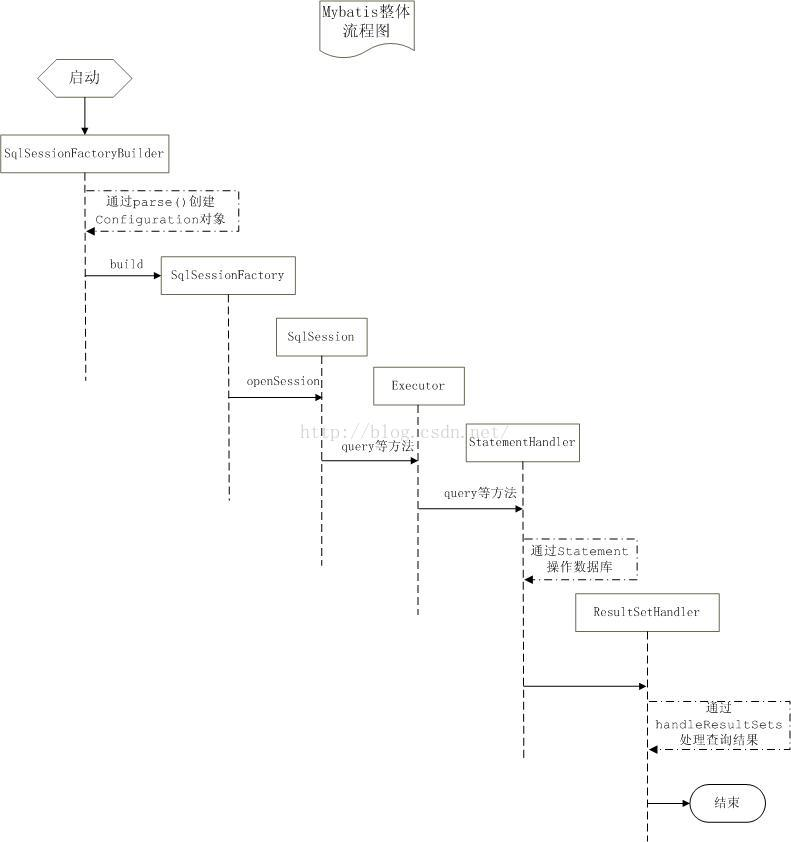 Mybatis整体
流程图
启动
SqlSessionFactoryBuilder
通过parse()创建
Configuration对象
build
SqlSessionFactory
SqlSession
openSession
Executor
http://blog.csdn.net/
StatementHandler
query等方法
query等方法
通过Statement
操作数据库
ResultSetHandler
通过
handleResultSets
处理查询结果
结束